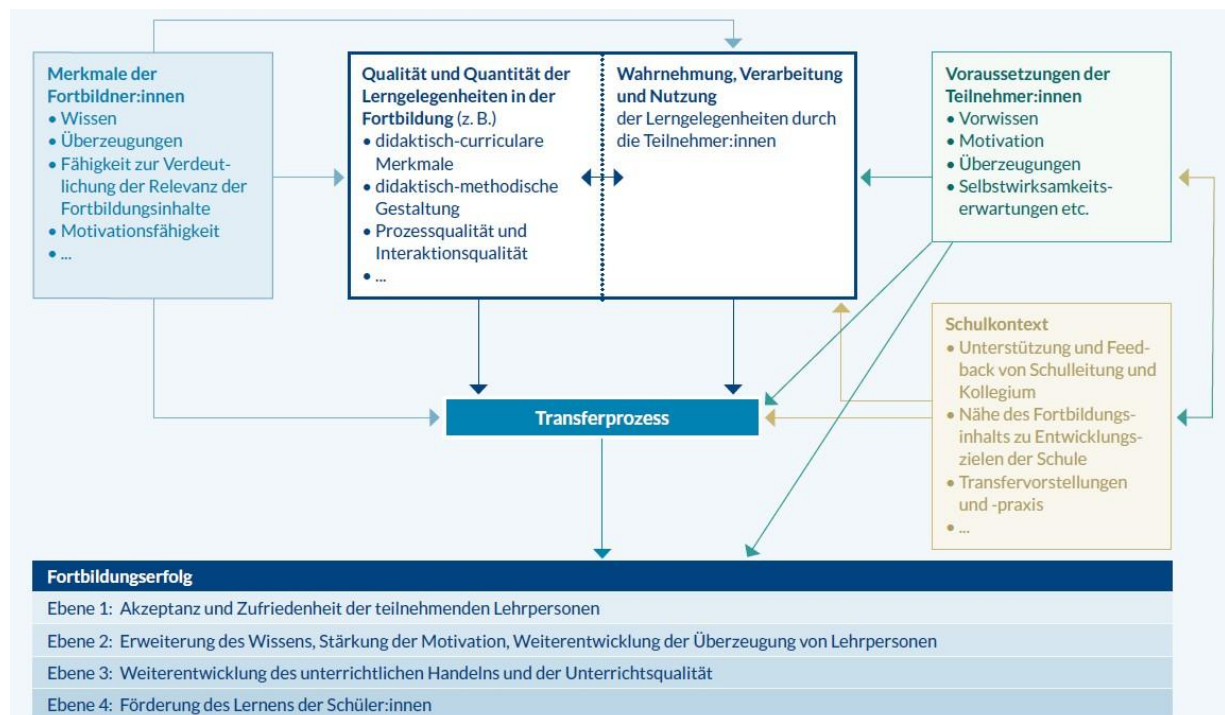 Merkmale der
Fortbildner:innen
• Wissen
• Überzeugungen
• Fähigkeit zur Verdeut-
lichung der Relevanz der
Fortbildungsinhalte
• Motivationsfähigkeit
• ...
Qualität und Quantität der
Lerngelegenheiten in der
Fortbildung (z. B.)
• didaktisch-curriculare
Merkmale
• didaktisch-methodische
Gestaltung
• Prozessqualität und
Interaktionsqualität
• ...
Wahrnehmung, Verarbeitung
und Nutzung
der Lerngelegenheiten durch
die Teilnehmer:innen
Voraussetzungen der
Teilnehmer:innen
• Vorwissen
• Motivation
• Überzeugungen
• Selbstwirksamkeits-
erwartungen etc.
Schulkontext
• Unterstützung und Feed-
back von Schulleitung und
Kollegium
• Nähe des Fortbildungs-
inhalts zu Entwicklungs-
zielen der Schule
• Transfervorstellungen
und -praxis
• ...
Transferprozess
Fortbildungserfolg
Ebene 1: Akzeptanz und Zufriedenheit der teilnehmenden Lehrpersonen
Ebene 2: Erweiterung des Wissens, Stärkung der Motivation, Weiterentwicklung der Überzeugung von Lehrpersonen
Ebene 3: Weiterentwicklung des unterrichtlichen Handelns und der Unterrichtsqualität
Ebene 4: Förderung des Lernens der Schüler:innen